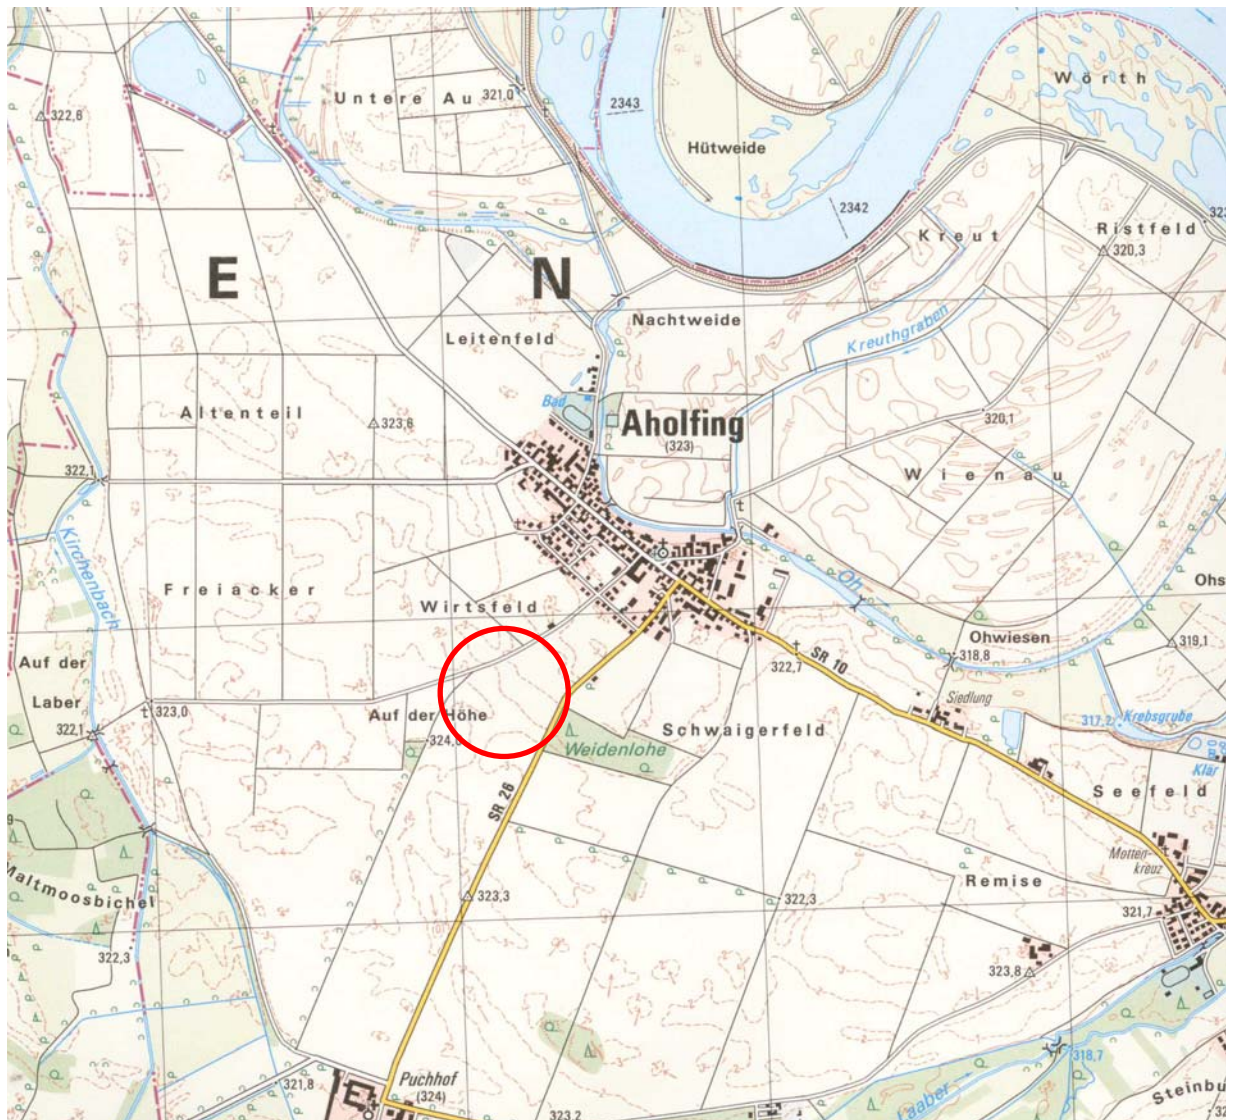 Untere Au
321,0
2343
Wörth
322,6
Hütweide
2342
Kreut
Ristfeld
320,3
E N
Nachtweide
Leitenfeld
Kreuthgraben
Bad
Altenteil
323,6
Aholfing
(323)
320,1
322,1
Wienau
Kirchenbach
Freiacker
Wirtsfeld
Oh
Ohs
Ohwiesen
318,8
319,1
Auf der
Laber
322,1
323,0
Auf der Höhe
322,7
SR 10
Siedlung
317,2
Krebsgrube
Schwaigerfeld
Weidenlohe
Klär
SR 26
Seefeld
Motten-
kreuz
Maltmoosbichel
323,3
322,3
Remise
321,7
322,3
323,8
Puchhof
(324)
321,8
318,7
Laaber
Steinbu
323,2